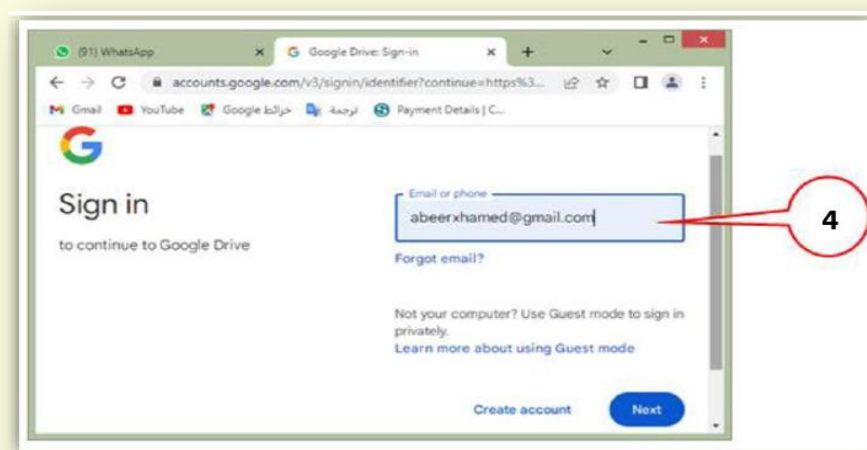 (91) WhatsApp
Google Drive: Sign-in
accounts.google.com/v3/signin/identifier?continue=https%3...
Gmail
YouTube
خرائط Google
ترجمة
Payment Details | C...
Sign in
to continue to Google Drive
Email or phone
abeerxhamed@gmail.com
Forgot email?
Not your computer? Use Guest mode to sign in
privately.
Learn more about using Guest mode
Create account
Next
4